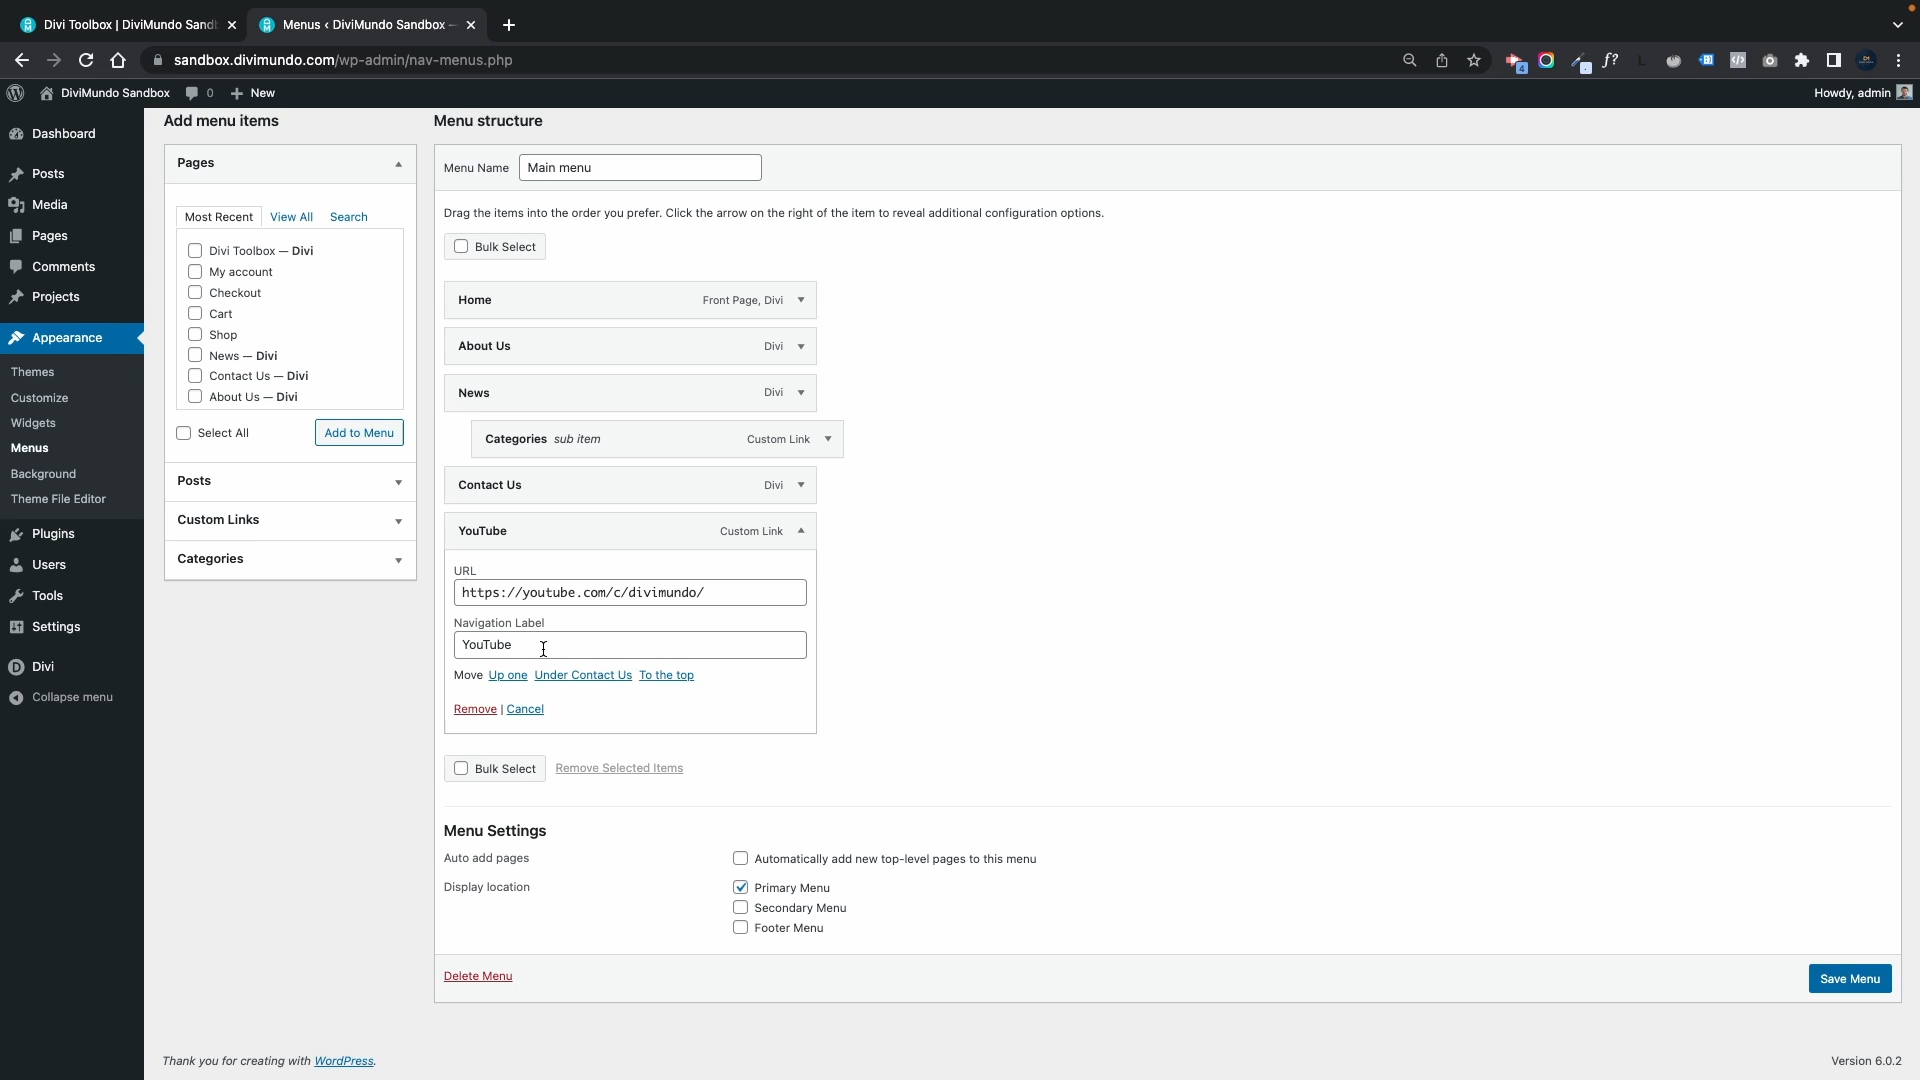 Divi Toolbox | DiviMundo Sandb
Menus ‹ DiviMundo Sandbox —
sandbox.divimundo.com/wp-admin/nav-menus.php
4
f?
DiviMundo Sandbox
0
New
Howdy, admin
Dashboard
Posts
Media
Pages
Comments
Projects
Appearance
Themes
Customize
Widgets
Menus
Background
Theme File Editor
Plugins
Users
Tools
Settings
Divi
Collapse menu
Add menu items
Pages
Most Recent
View All
Search
Divi Toolbox — Divi
My account
Checkout
Cart
Shop
News — Divi
Contact Us — Divi
About Us — Divi
Select All
Add to Menu
Posts
Custom Links
Categories
Menu structure
Menu Name
Main menu
Drag the items into the order you prefer. Click the arrow on the right of the item to reveal additional configuration options.
Bulk Select
Home
Front Page, Divi
About Us
Divi
News
Divi
Categories sub item
Custom Link
Contact Us
Divi
YouTube
Custom Link
URL
https://youtube.com/c/divimundo/
Navigation Label
YouTube
Move Up one Under Contact Us To the top
Remove | Cancel
Bulk Select
Remove Selected Items
Menu Settings
Auto add pages
Automatically add new top-level pages to this menu
Display location
Primary Menu
Secondary Menu
Footer Menu
Delete Menu
Save Menu
Thank you for creating with WordPress.
Version 6.0.2